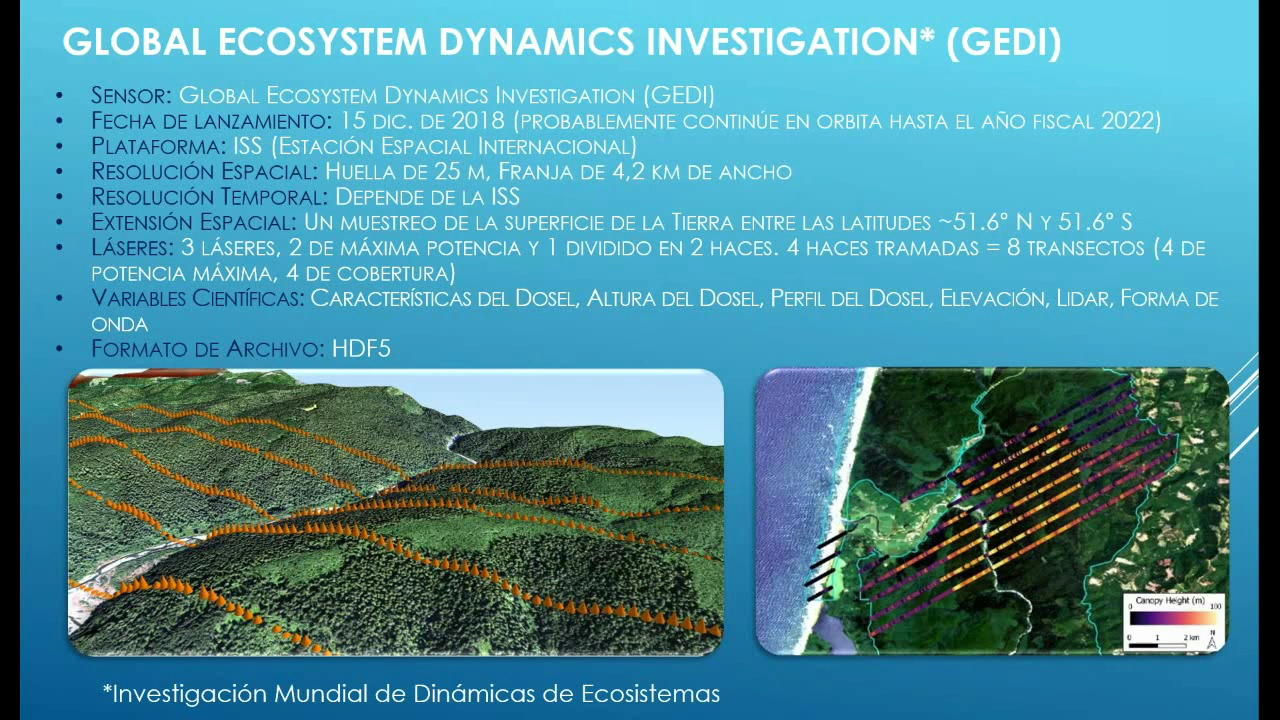 GLOBAL ECOSYSTEM DYNAMICS INVESTIGATION* (GEDI)
• SENSOR: GLOBAL ECOSYSTEM DYNAMICS INVESTIGATION (GEDI)
• FECHA DE LANZAMIENTO: 15 DIC. DE 2018 (PROBABLEMENTE CONTINÚE EN ORBITA HASTA EL AÑO FISCAL 2022)
• PLATAFORMA: ISS (ESTACIÓN ESPACIAL INTERNACIONAL)
• RESOLUCIÓN ESPACIAL: HUELLA DE 25 M, FRANJA DE 4,2 KM DE ANCHO
• RESOLUCIÓN TEMPORAL: DEPENDE DE LA ISS
• EXTENSIÓN ESPACIAL: UN MUESTREO DE LA SUPERFICIE DE LA TIERRA ENTRE LAS LATITUDES ~51.6° N Y 51.6° S
• LÁSERES: 3 LÁSERES, 2 DE MÁXIMA POTENCIA Y 1 DIVIDIDO EN 2 HACES. 4 HACES TRAMADAS = 8 TRANSECTOS (4 DE
POTENCIA MÁXIMA, 4 DE COBERTURA)
• VARIABLES CIENTÍFICAS: CARACTERÍSTICAS DEL DOSEL, ALTURA DEL DOSEL, PERFIL DEL DOSEL, ELEVACIÓN, LIDAR, FORMA DE
ONDA
• FORMATO DE ARCHIVO: HDF5
Canopy Height (m)
0 100
0 1 2 km N
*Investigación Mundial de Dinámicas de Ecosistemas